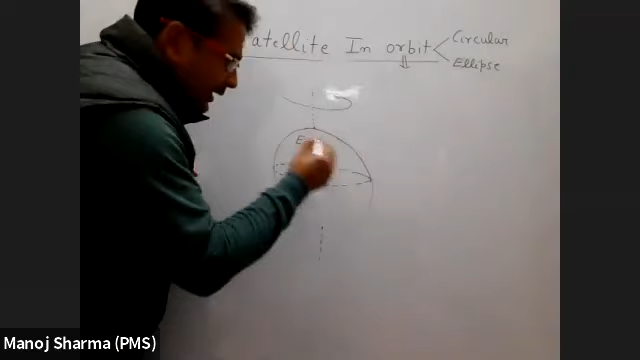 atellite In orbit
Circular
Ellipse
E
Manoj Sharma (PMS)